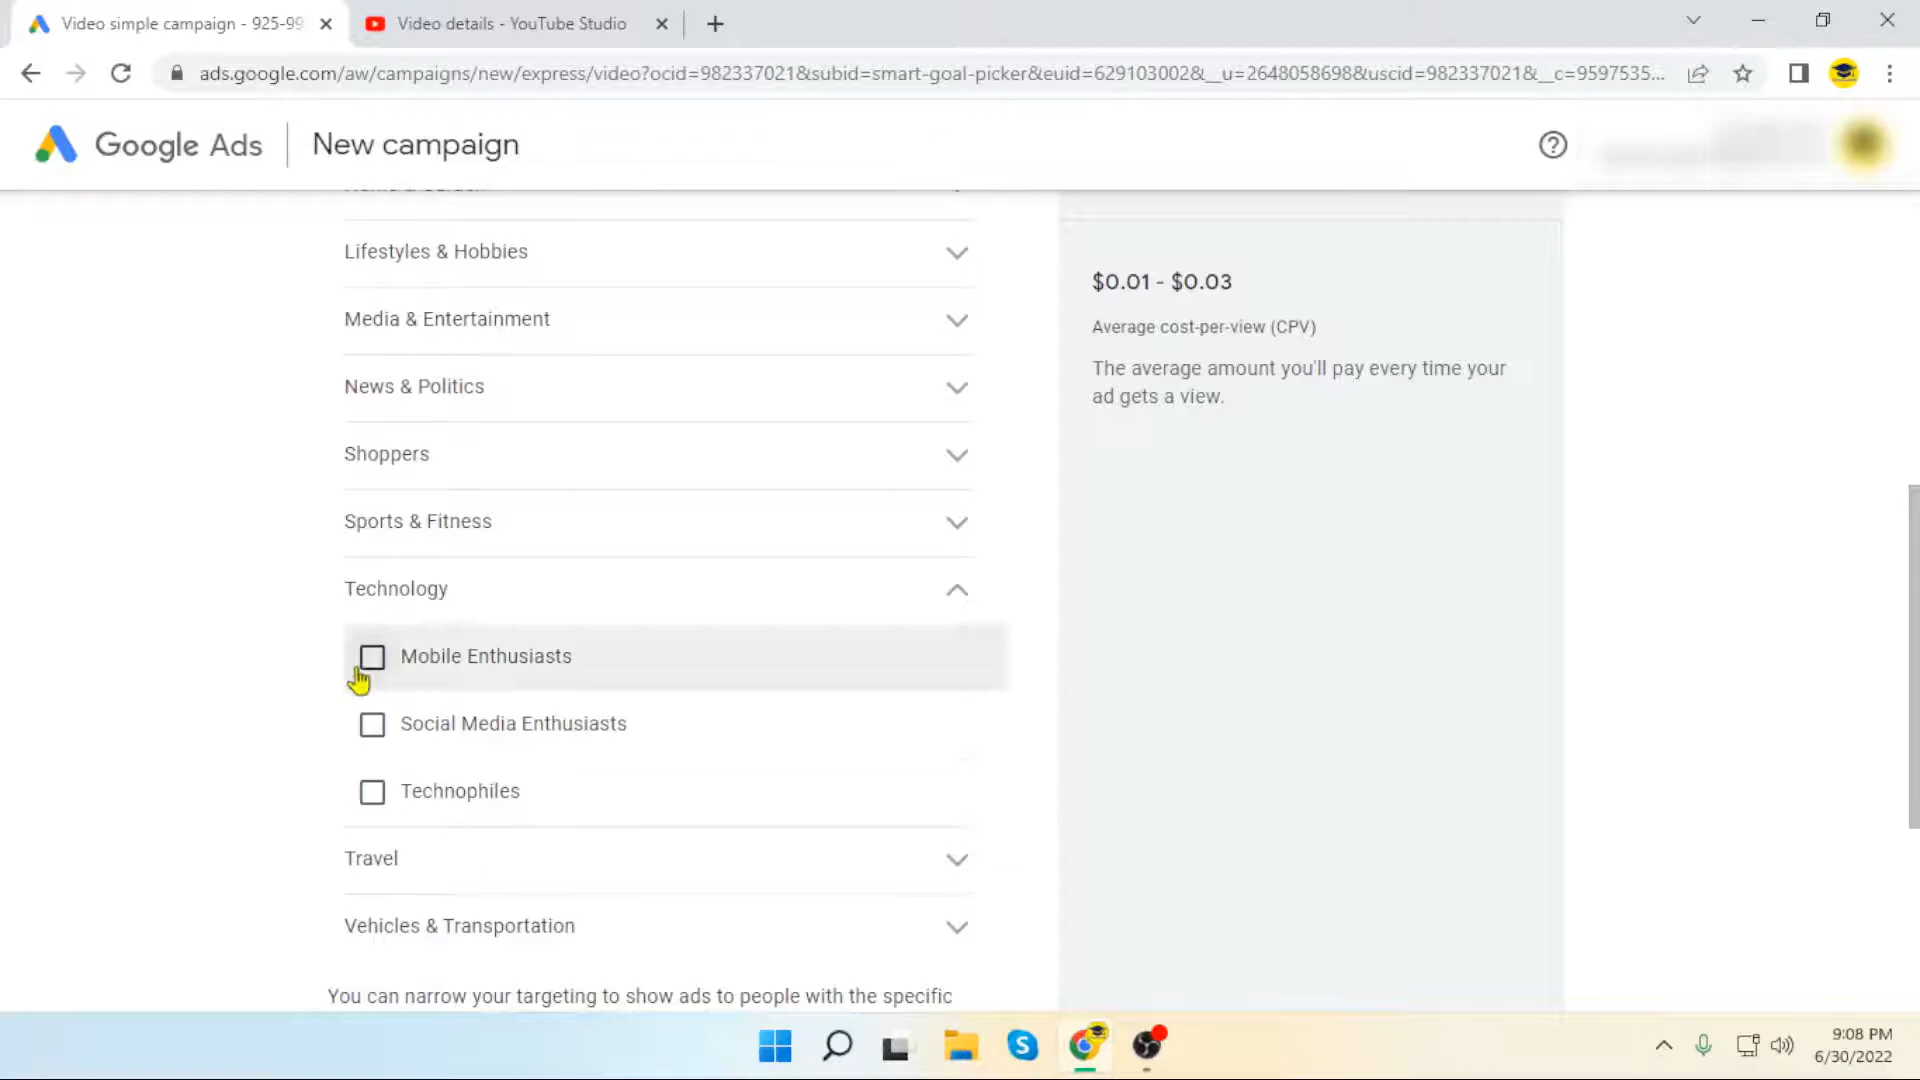 Video simple campaign - 925-99
Video details - YouTube Studio
ads.google.com/aw/campaigns/new/express/video?ocid=982337021&subid=smart-goal-picker&euid=629103002&__u=2648058698&uscid=982337021&__c=9597535...
Google Ads
New campaign
Lifestyles & Hobbies
Media & Entertainment
News & Politics
Shoppers
Sports & Fitness
Technology
Mobile Enthusiasts
Social Media Enthusiasts
Technophiles
Travel
Vehicles & Transportation
You can narrow your targeting to show ads to people with the specific
$0.01 - $0.03
Average cost-per-view (CPV)
The average amount you'll pay every time your
ad gets a view.
9:08 PM
6/30/2022